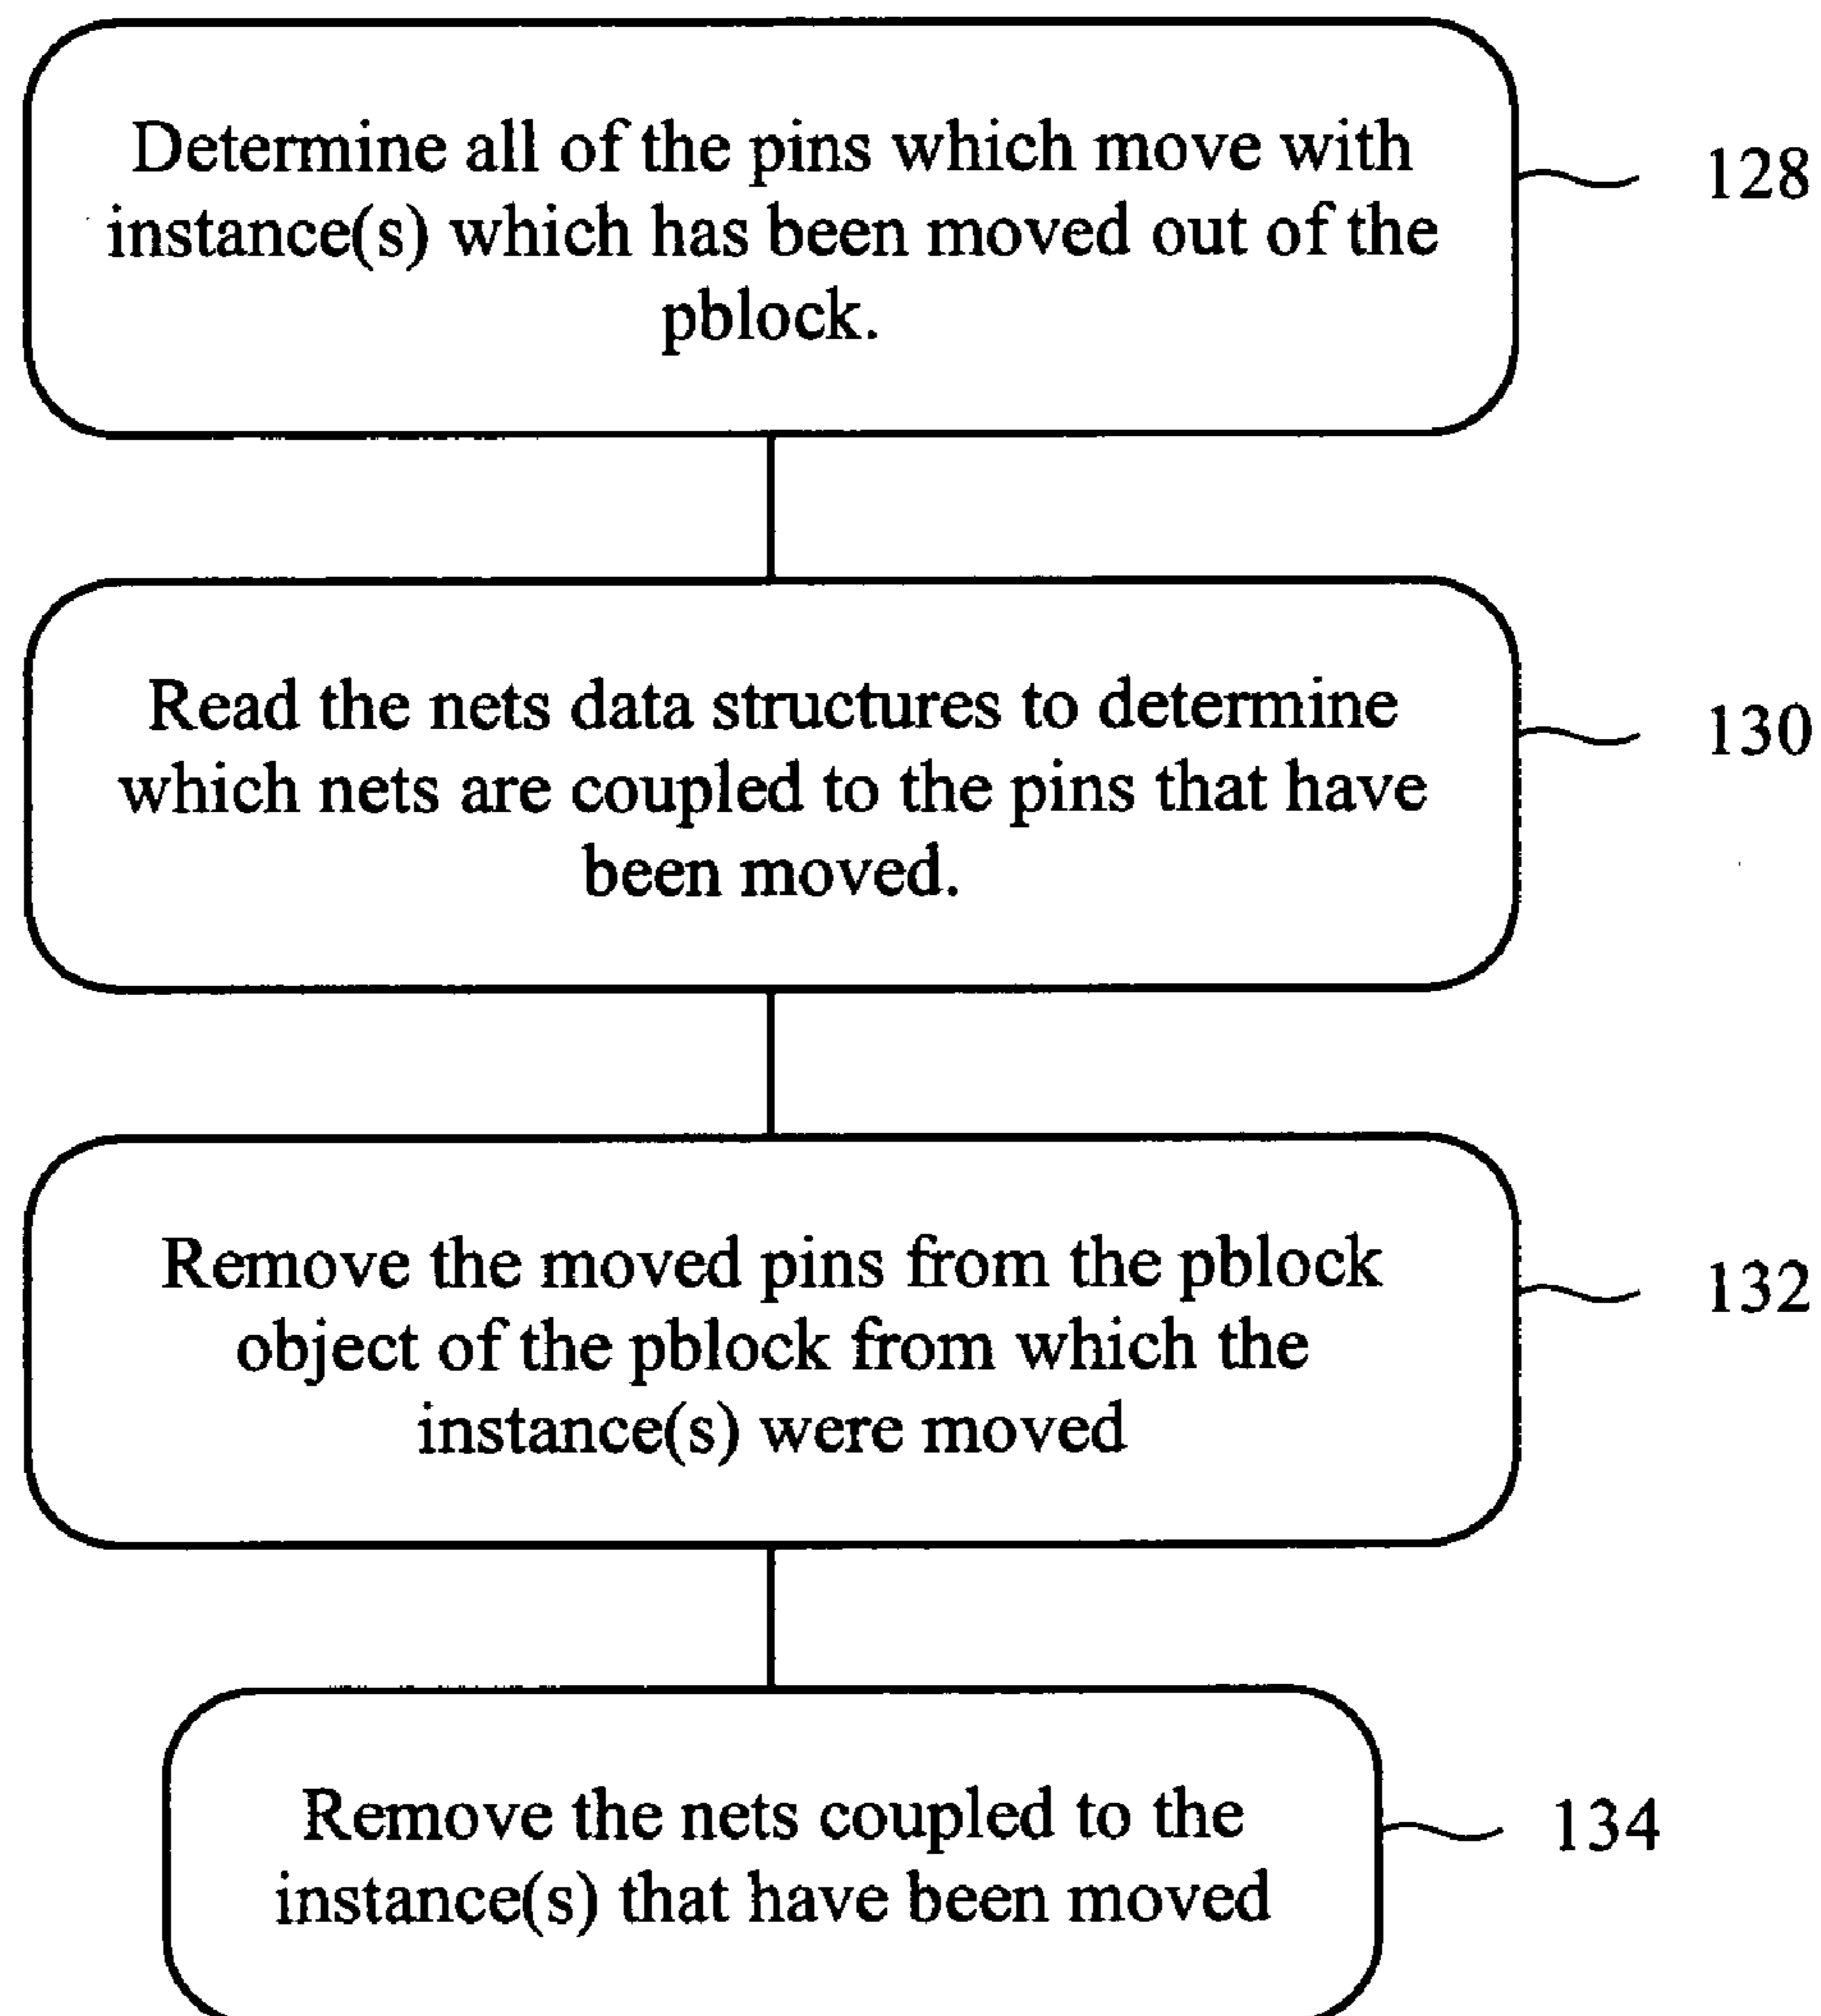 Determine all of the pins which move with
instance(s) which has been moved out of the
pblock.
128
Read the nets data structures to determine
which nets are coupled to the pins that have
been moved.
130
Remove the moved pins from the pblock
object of the pblock from which the
instance(s) were moved
132
Remove the nets coupled to the
instance(s) that have been moved
134